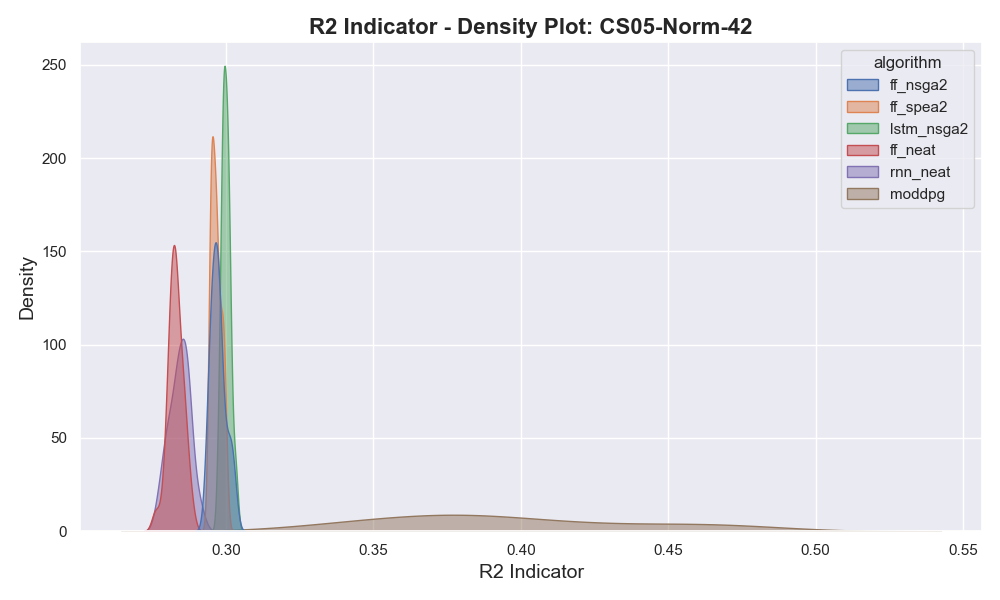 R2 Indicator - Density Plot: CS05-Norm-42
algorithm
ff_nsga2
ff_spea2
lstm_nsga2
ff_neat
rnn_neat
moddpg
Density
250
200
150
100
50
0
0.30
0.35
0.40
0.45
0.50
0.55
R2 Indicator